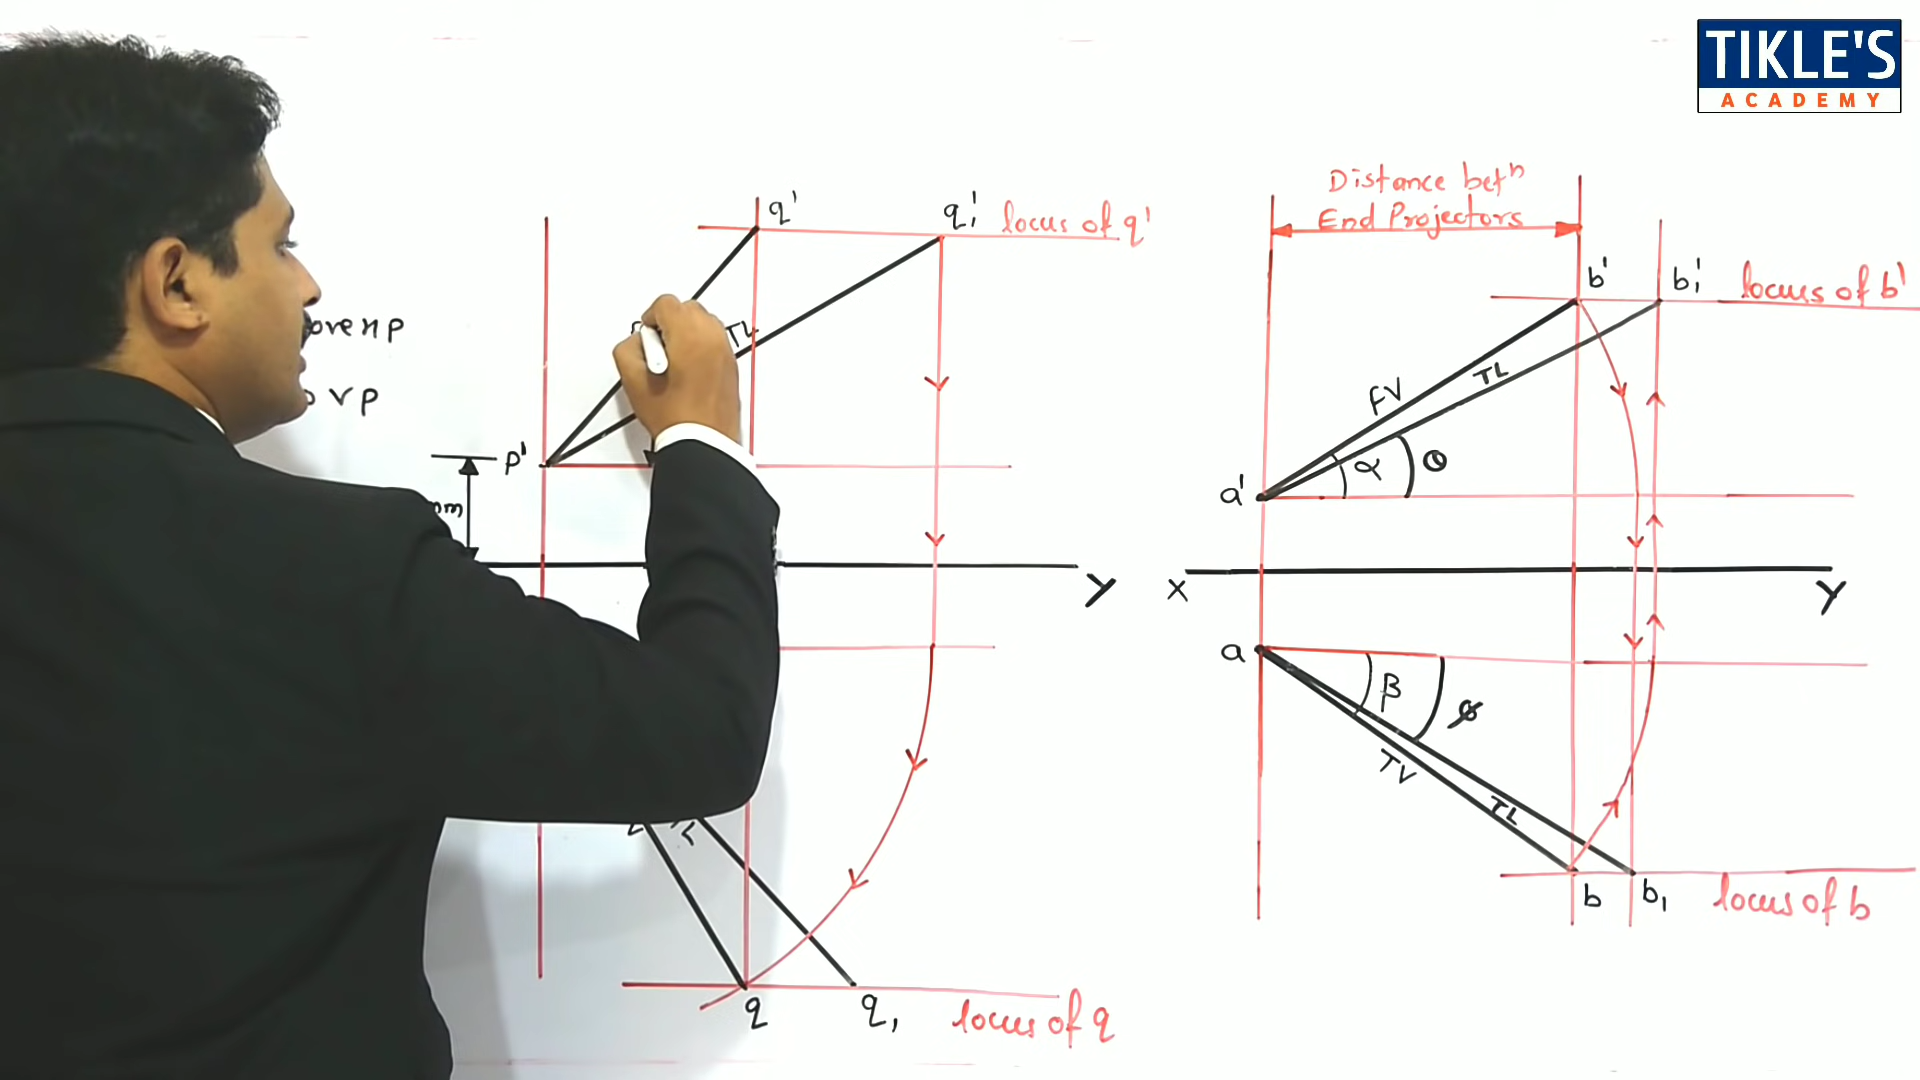 TIKLE'S
ACADEMY
q'
q₁'
locus of q'
p
v p
TL
p'
Y
q
q₁
locus of q
Distance betⁿ
End Projectors
b'
b₁'
locus of b'
FV
TL
a'
α
θ
X
Y
a
β
ø
TV
TL
b
b₁
locus of b